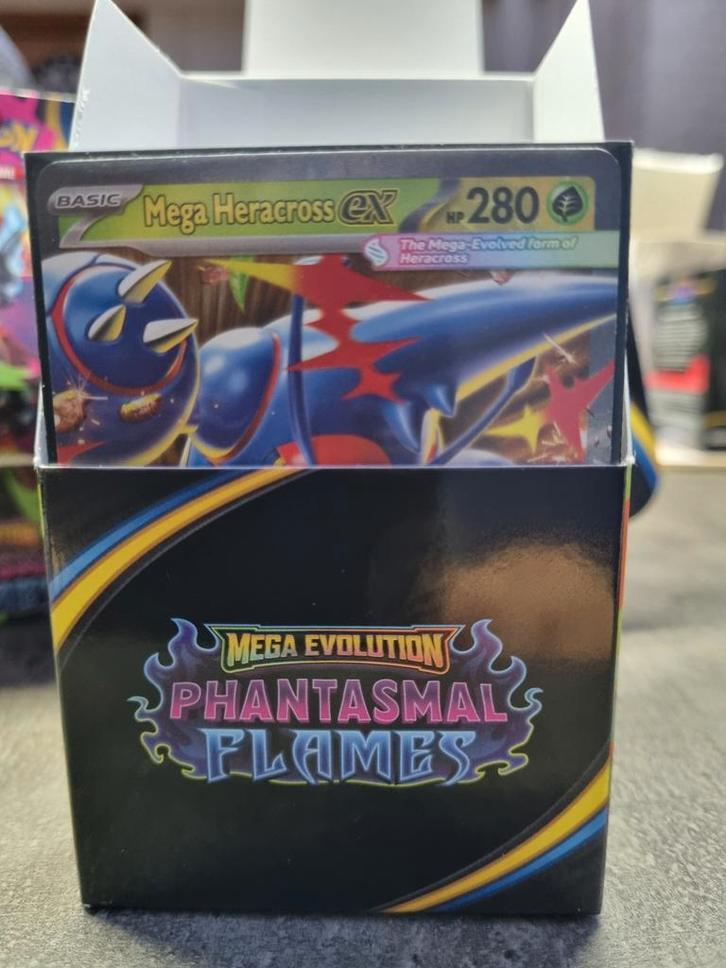 BASIC
Mega Heracross ex
HP 280
The Mega-Evolved form of
Heracross
MEGA EVOLUTION
PHANTASMAL
FLAMES